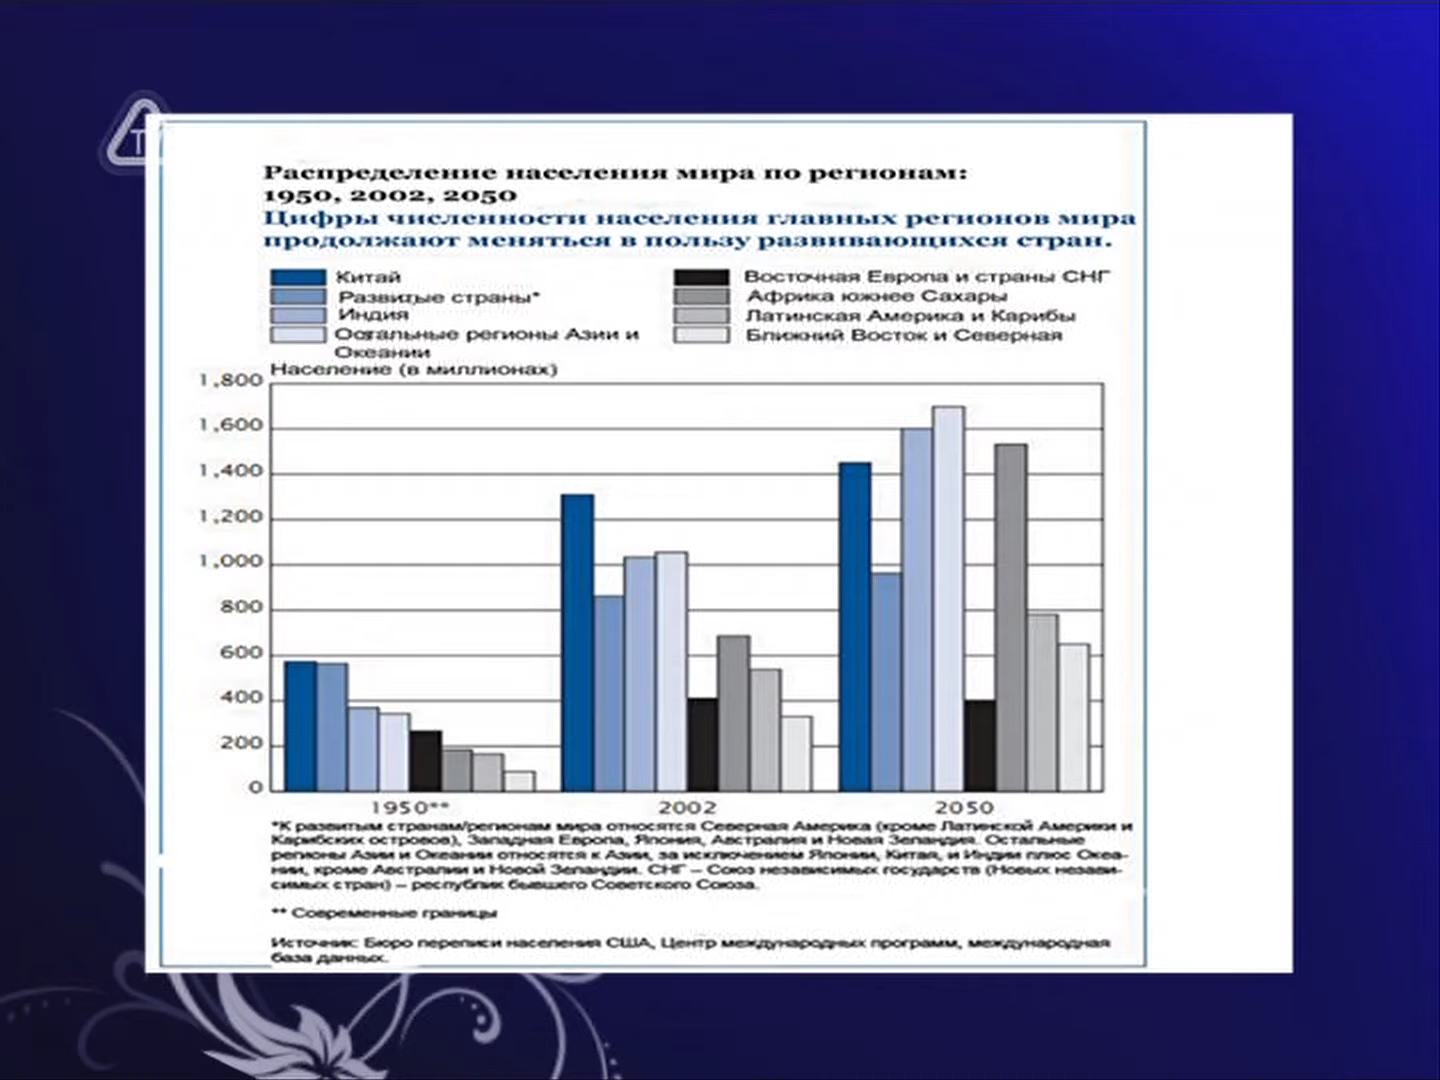 Т
Распределение населения мира по регионам:
1950, 2002, 2050
Цифры численности населения главных регионов мира
продолжают меняться в пользу развивающихся стран.
Китай
Развитые страны*
Индия
Остальные регионы Азии и
Океании
Восточная Европа и страны СНГ
Африка южнее Сахары
Латинская Америка и Карибы
Ближний Восток и Северная
Население (в миллионах)
1,800
1,600
1,400
1,200
1,000
800
600
400
200
0
1950** 2002 2050
*К развитым странам/регионам мира относятся Северная Америка (кроме Латинской Америки и
Карибских островов), Западная Европа, Япония, Австралия и Новая Зеландия. Остальные
регионы Азии и Океании относятся к Азии, за исключением Японии, Китая, и Индии плюс Океа-
нии, кроме Австралии и Новой Зеландии. СНГ – Союз независимых государств (Новых незави-
симых стран) – республик бывшего Советского Союза.
** Современные границы
Источник: Бюро переписи населения США, Центр международных программ, международная
база данных.